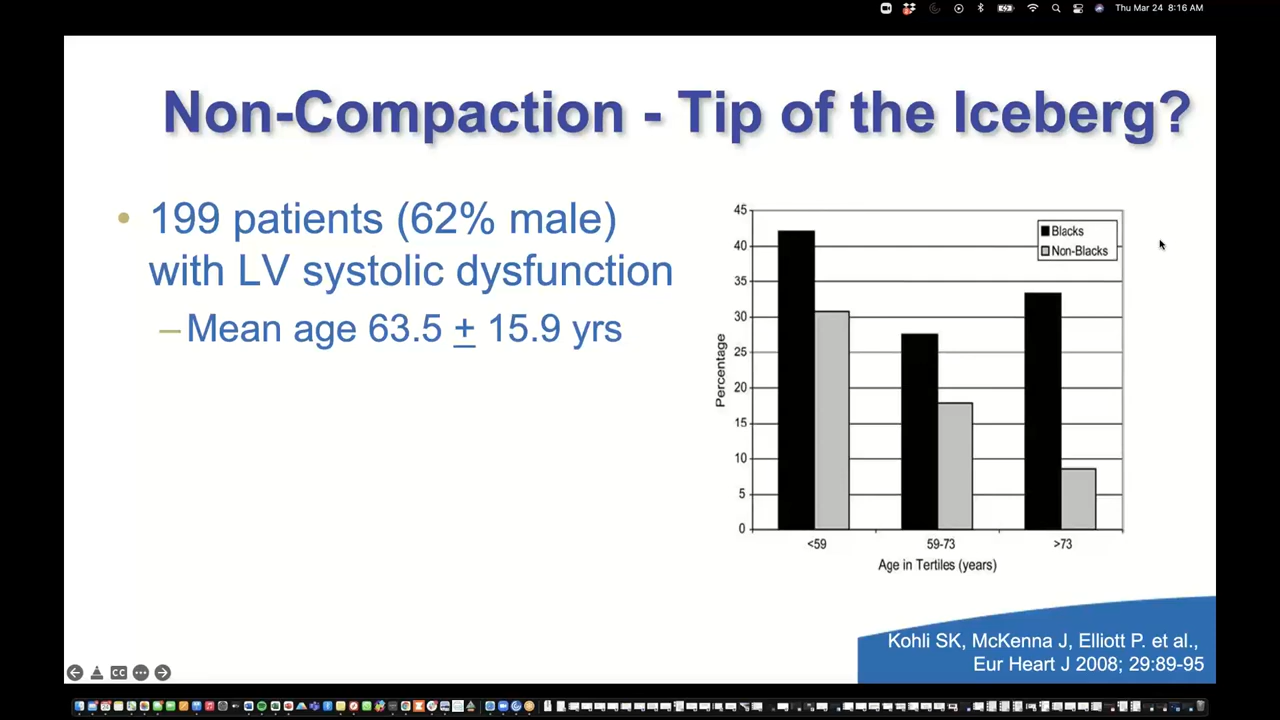 Thu Mar 24 8:16 AM
Non-Compaction - Tip of the Iceberg?
• 199 patients (62% male)
with LV systolic dysfunction
–Mean age 63.5 ± 15.9 yrs
45
40
35
30
25
20
15
10
5
0
Percentage
Blacks
Non-Blacks
<59
59-73
>73
Age in Tertiles (years)
Kohli SK, McKenna J, Elliott P. et al.,
Eur Heart J 2008; 29:89-95
CC